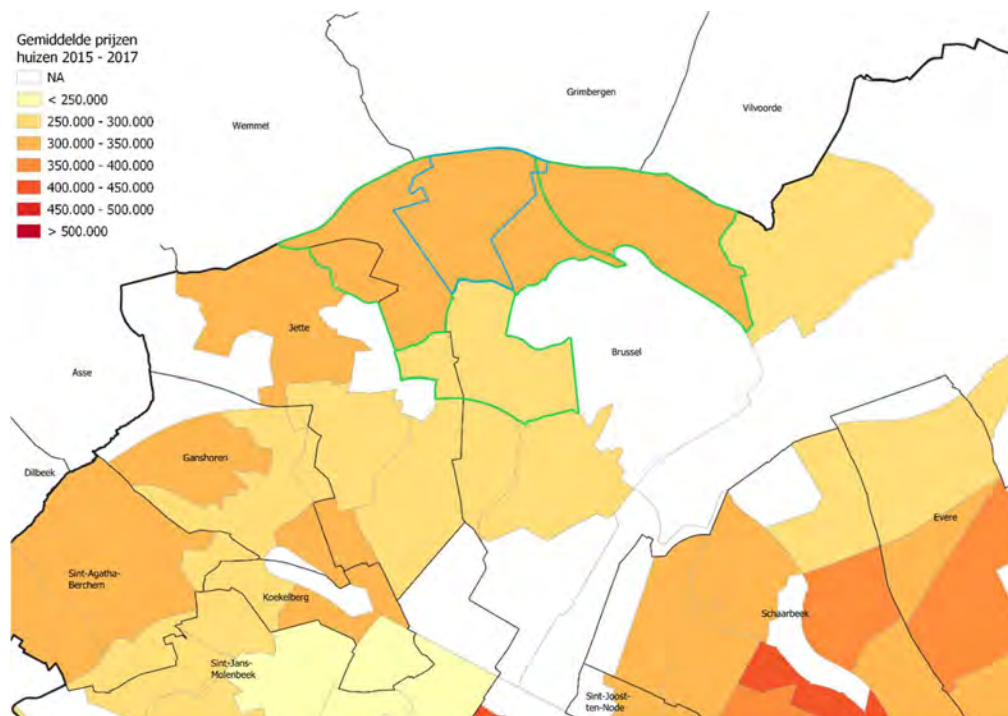 Gemiddelde prijzen
huizen 2015 - 2017
NA
< 250.000
250.000 - 300.000
300.000 - 350.000
350.000 - 400.000
400.000 - 450.000
450.000 - 500.000
> 500.000
Grimbergen
Vilvoorde
Wemmel
Jette
Brussel
Asse
Ganshoren
Dilbeek
Evere
Sint-Agatha-
Berchem
Koekelberg
Schaarbeek
Sint-Jans-
Molenbeek
Sint-Joost-
ten-Node